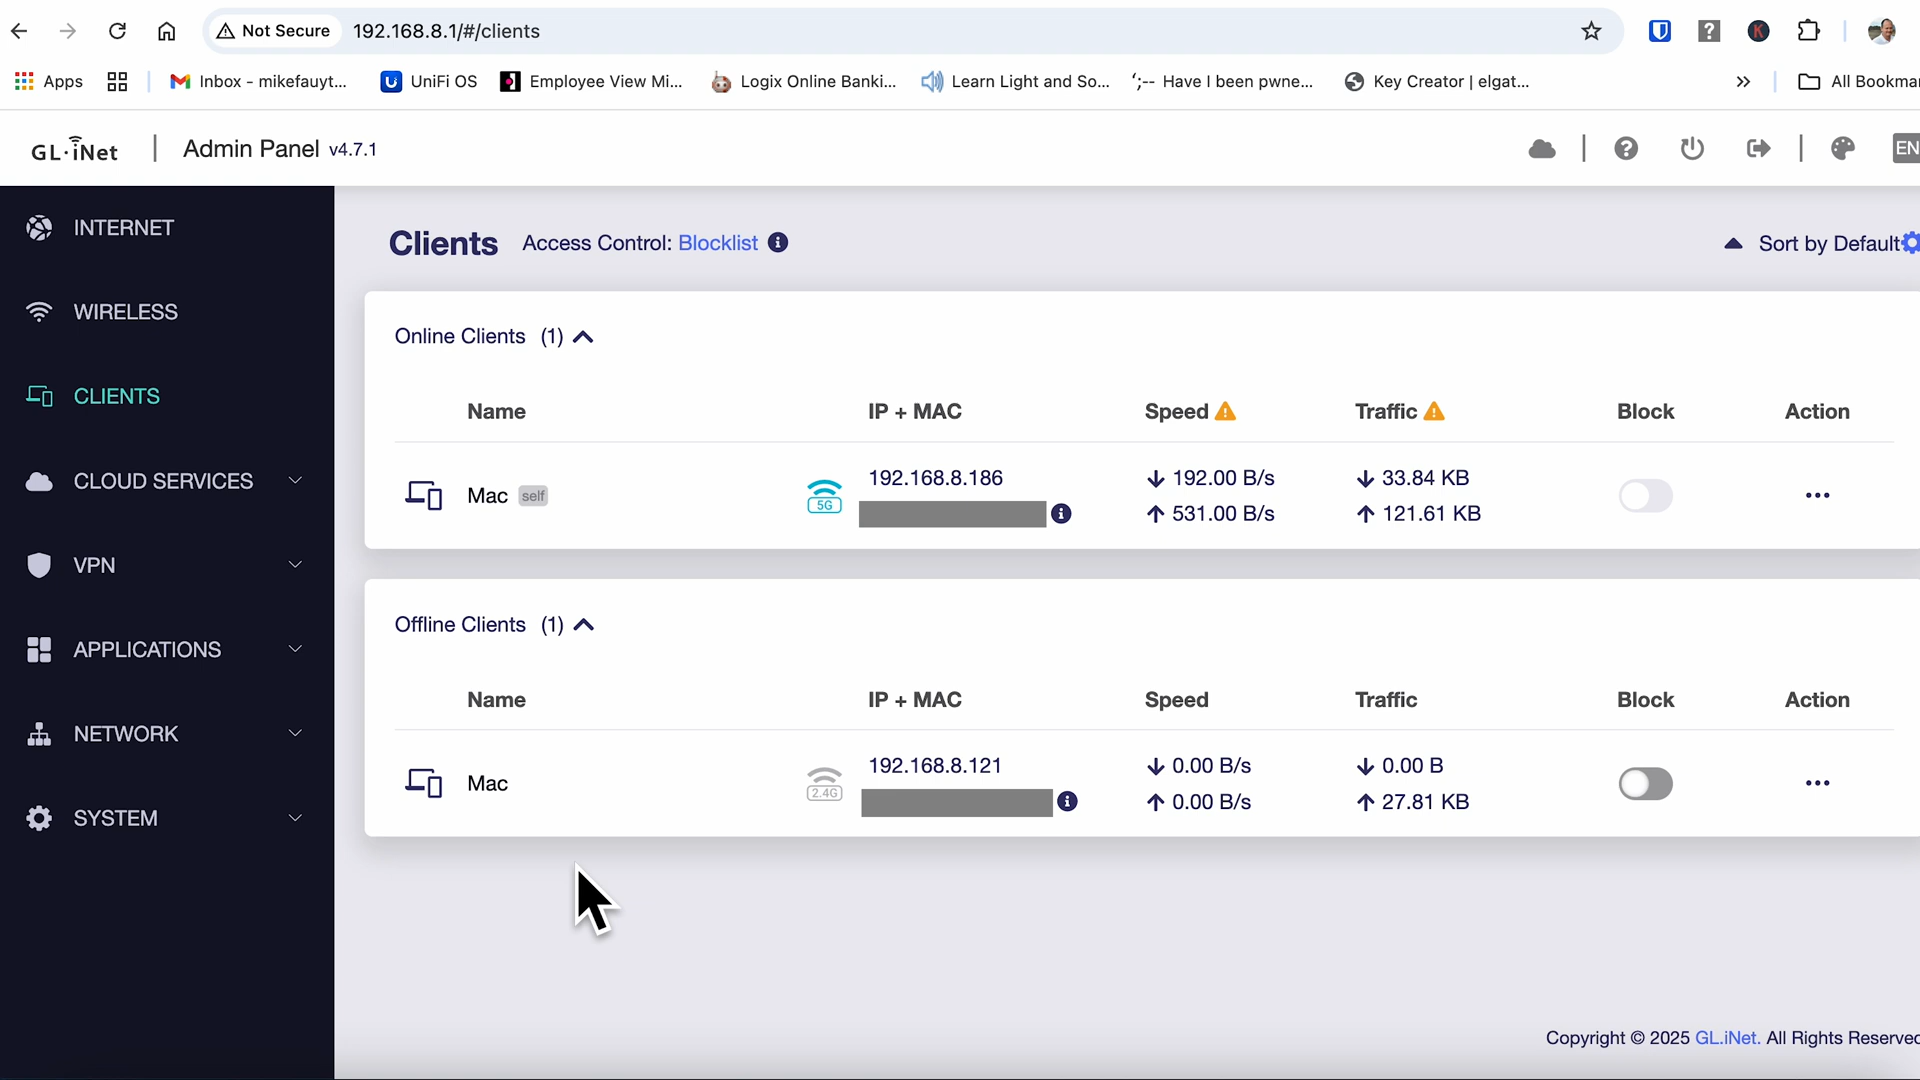 Not Secure
192.168.8.1/#/clients
Apps
Inbox - mikefauyt...
UniFi OS
Employee View Mi...
Logix Online Banki...
Learn Light and So...
';-- Have I been pwne...
Key Creator | elgat...
All Bookmar
GL·iNet
Admin Panel v4.7.1
EN
INTERNET
WIRELESS
CLIENTS
CLOUD SERVICES
VPN
APPLICATIONS
NETWORK
SYSTEM
Clients
Access Control: Blocklist
Sort by Default
Online Clients (1)
Name
IP + MAC
Speed
Traffic
Block
Action
Mac self
5G
192.168.8.186
192.00 B/s
531.00 B/s
33.84 KB
121.61 KB
Offline Clients (1)
Name
IP + MAC
Speed
Traffic
Block
Action
Mac
2.4G
192.168.8.121
0.00 B/s
0.00 B/s
0.00 B
27.81 KB
Copyright © 2025 GL.iNet. All Rights Reserved